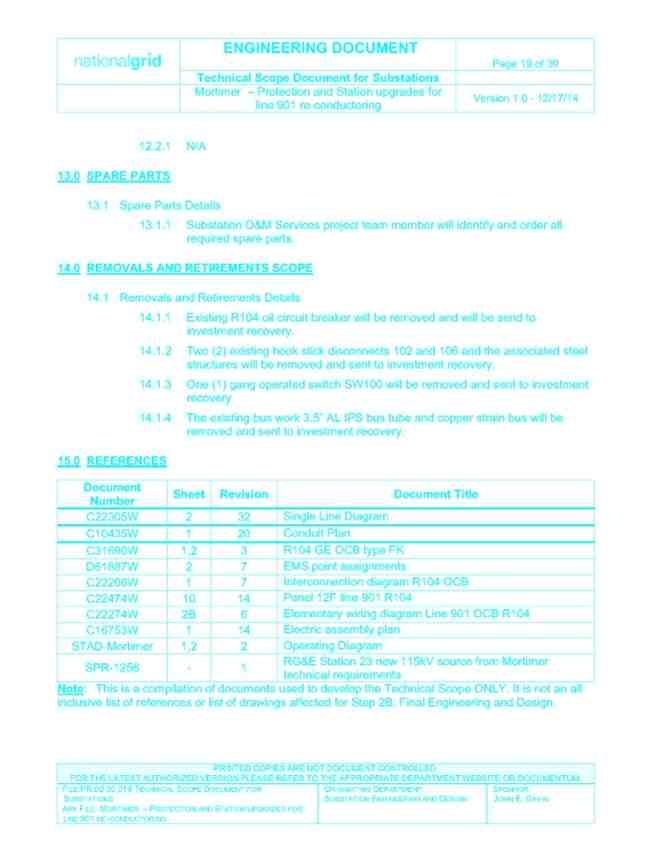 nationalgrid
ENGINEERING DOCUMENT
Page 19 of 39
Technical Scope Document for Substations
Mortimer – Protection and Station upgrades for
line 901 re-conductoring
Version 1.0 - 12/17/14
12.2.1 N/A
13.0 SPARE PARTS
13.1 Spare Parts Details
13.1.1 Substation O&M Services project team member will identify and order all
required spare parts.
14.0 REMOVALS AND RETIREMENTS SCOPE
14.1 Removals and Retirements Details
14.1.1 Existing R104 oil circuit breaker will be removed and will be send to
investment recovery.
14.1.2 Two (2) existing hook stick disconnects 102 and 106 and the associated steel
structures will be removed and sent to investment recovery.
14.1.3 One (1) gang operated switch SW100 will be removed and sent to investment
recovery
14.1.4 The existing bus work 3.5" AL IPS bus tube and copper strain bus will be
removed and sent to investment recovery.
15.0 REFERENCES
Document
Number
Sheet Revision Document Title
C22305W 2 32 Single Line Diagram
C10435W 1 20 Conduit Plan
C31690W 1,2 3 R104 GE OCB type FK
D61887W 2 7 EMS point assignments
C22206W 1 7 Interconnection diagram R104 OCB
C22474W 10 14 Panel 12F line 901 R104
C22274W 2B 6 Elementary wiring diagram Line 901 OCB R104
C16753W 1 14 Electric assembly plan
STAD-Mortimer 1,2 2 Operating Diagram
SPR-1256 - 1 RG&E Station 23 new 115kV source from Mortimer
technical requirements
Note: This is a compilation of documents used to develop the Technical Scope ONLY. It is not an all
inclusive list of references or list of drawings affected for Step 2B: Final Engineering and Design.
PRINTED COPIES ARE NOT DOCUMENT CONTROLLED.
FOR THE LATEST AUTHORIZED VERSION PLEASE REFER TO THE APPROPRIATE DEPARTMENT WEBSITE OR DOCUMENTUM.
FILE: TECHNICAL SCOPE DOCUMENT FOR
SUBSTATIONS
ORIGINATING DEPARTMENT:
SUBSTATION ENGINEERING AND DESIGN
SPONSOR:
JOHN E.
FILE: MORTIMER – PROTECTION AND STATION UPGRADES FOR
LINE 901 RE-CONDUCTORING